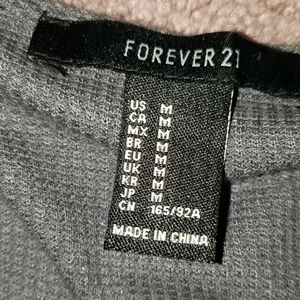 FOREVER 21
US M
CA M
MX M
BR M
EU M
UK M
KR M
JP M
CN 165/92A
MADE IN CHINA